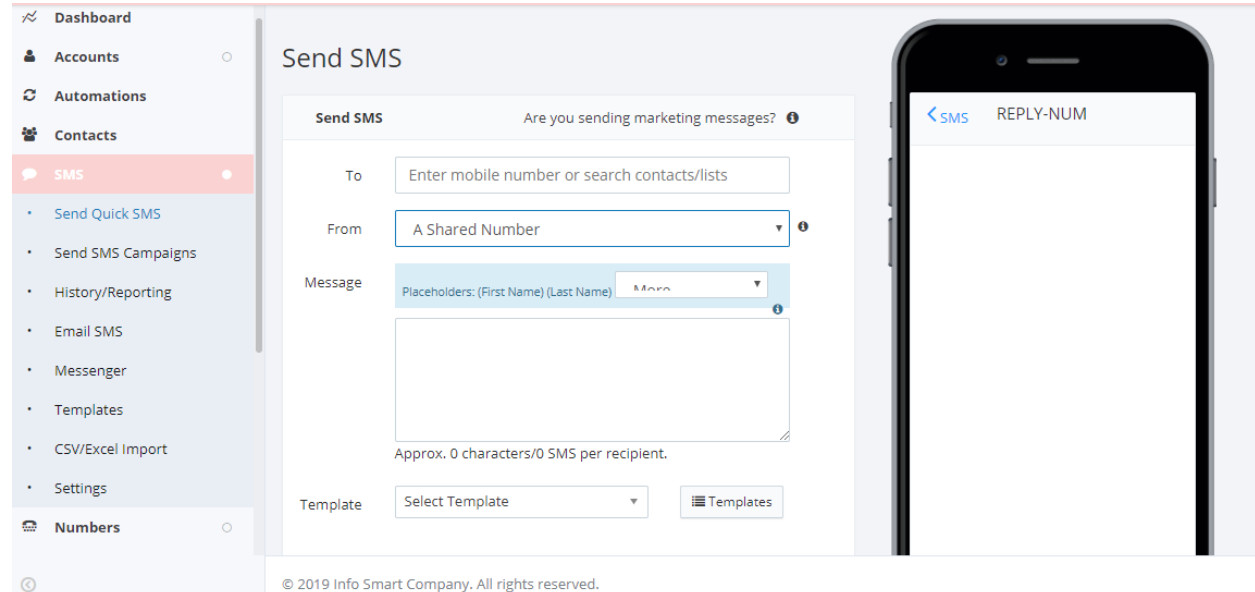 Dashboard
Accounts
Automations
Contacts
SMS
Send Quick SMS
Send SMS Campaigns
History/Reporting
Email SMS
Messenger
Templates
CSV/Excel Import
Settings
Numbers
Send SMS
Send SMS Are you sending marketing messages?
To Enter mobile number or search contacts/lists
From A Shared Number
Message Placeholders: (First Name) (Last Name) More
Approx. 0 characters/0 SMS per recipient.
Template Select Template Templates
SMS REPLY-NUM
© 2019 Info Smart Company. All rights reserved.